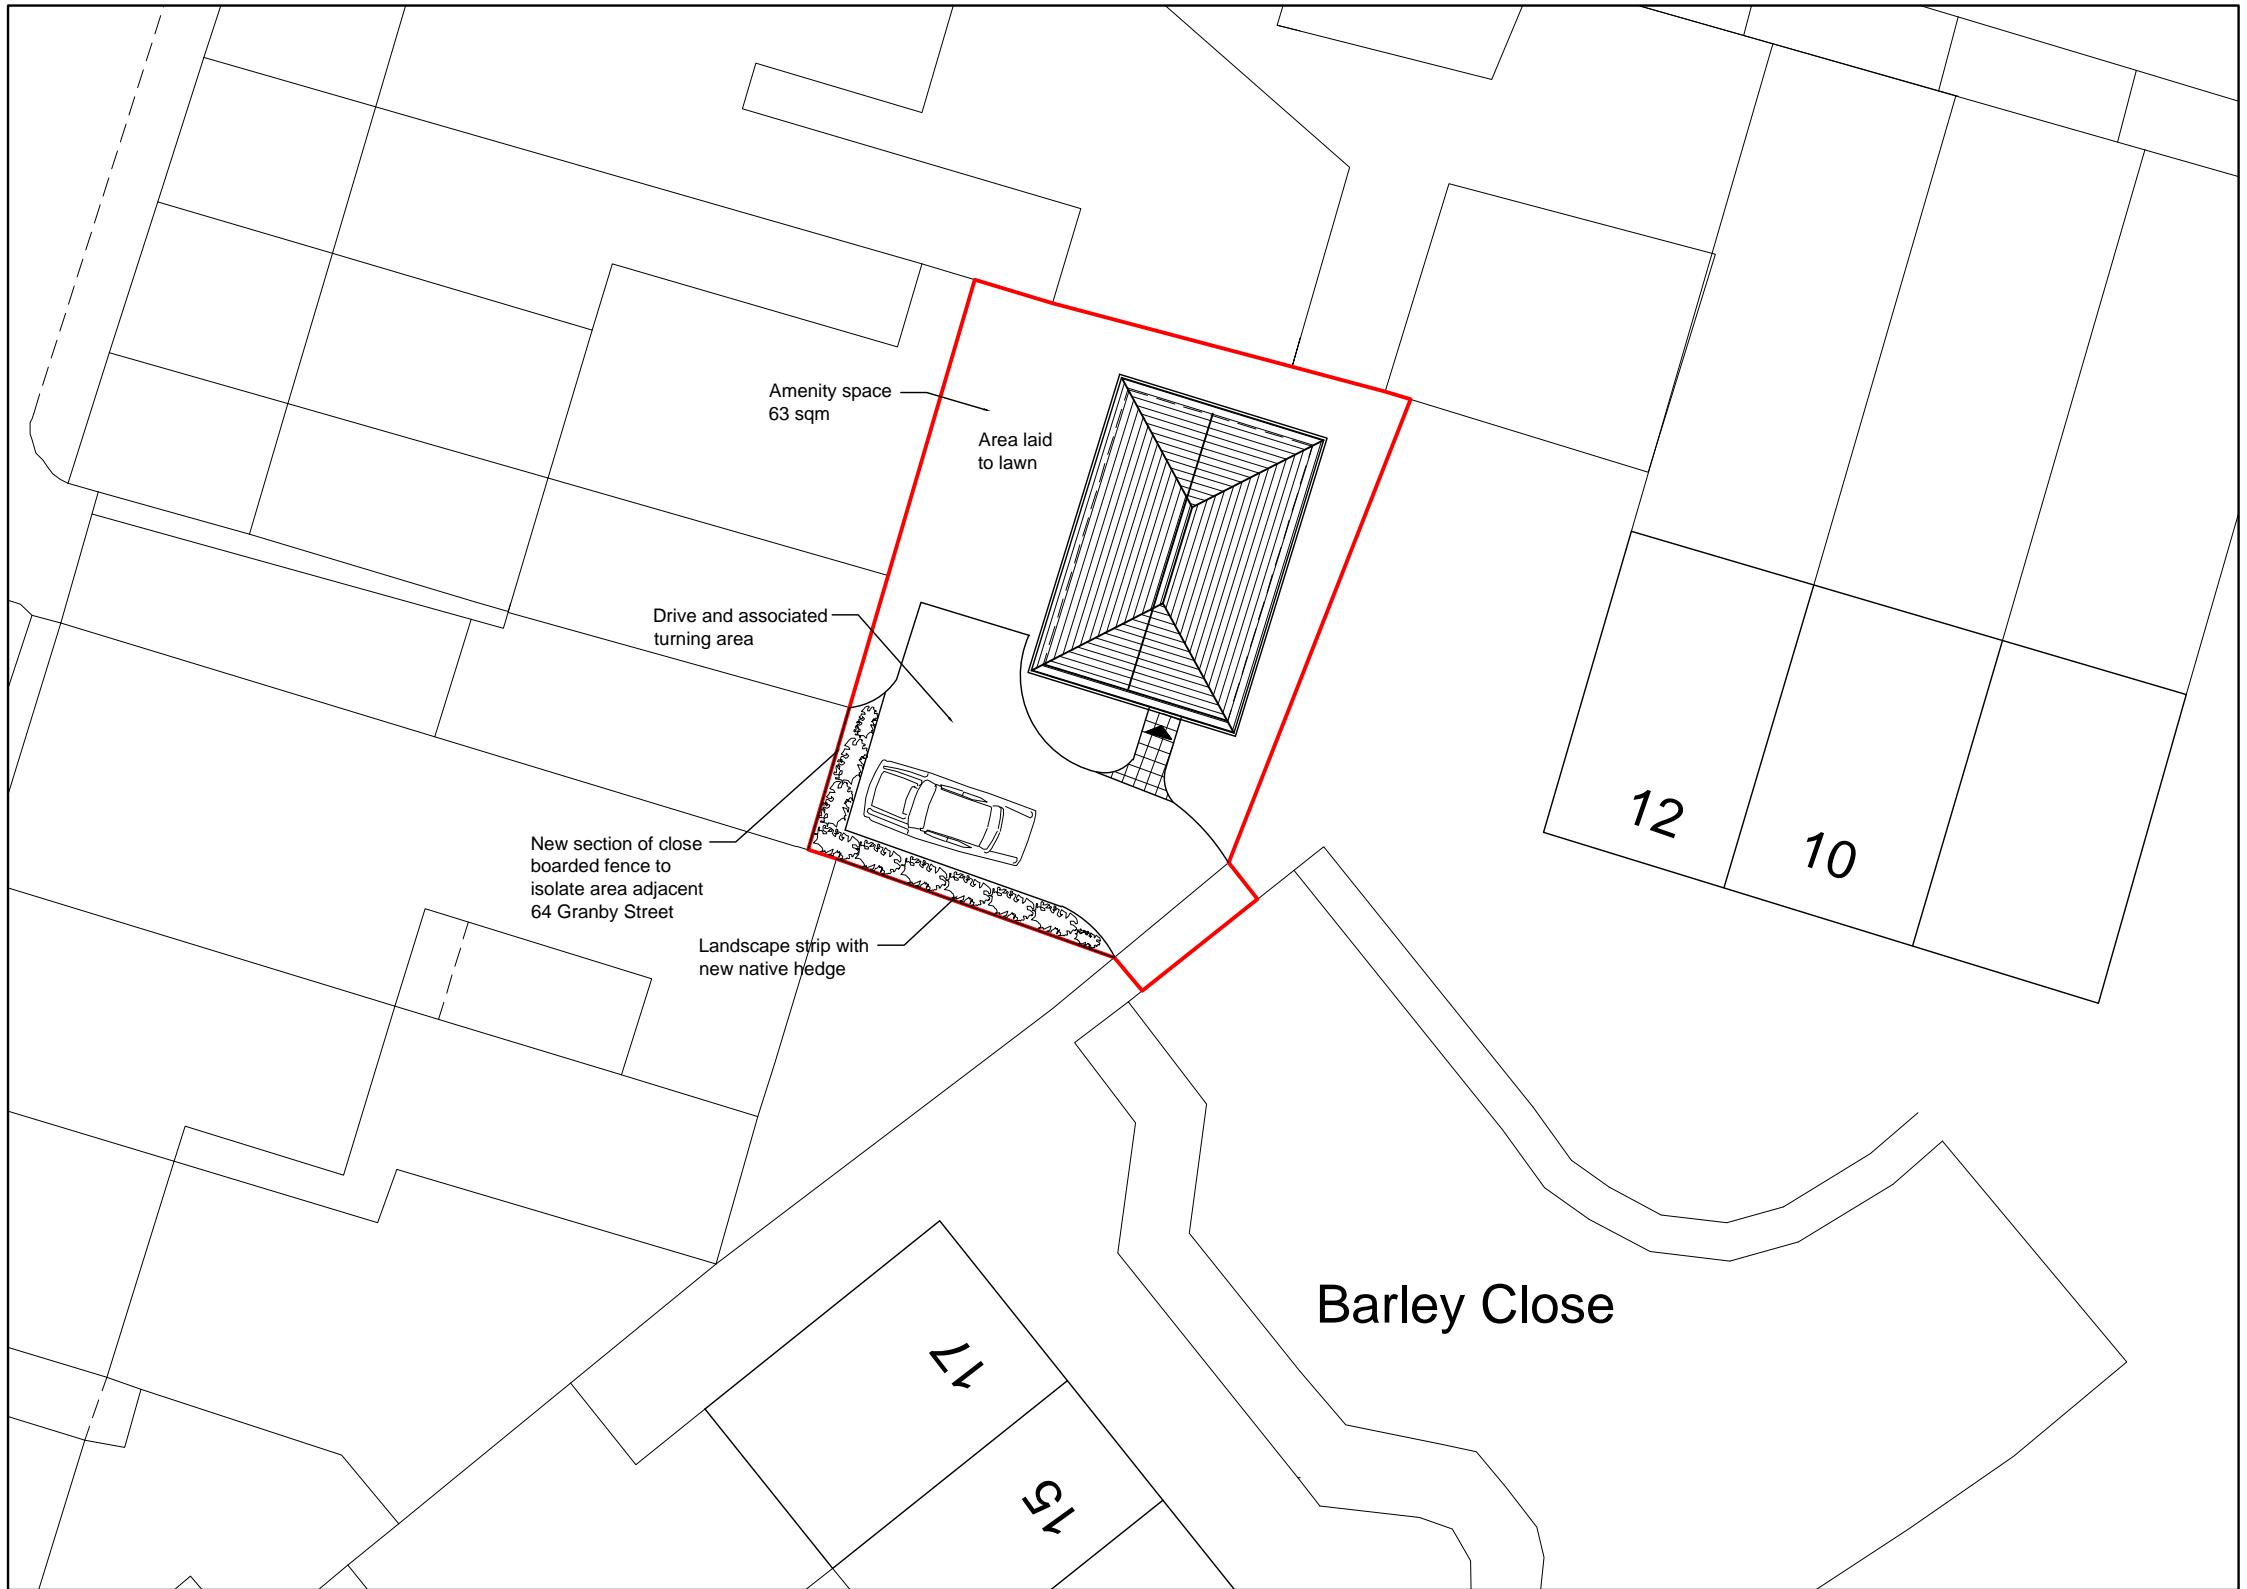 Amenity space
63 sqm
Area laid
to lawn
Drive and associated
turning area
New section of close
boarded fence to
isolate area adjacent
64 Granby Street
Landscape strip with
new native hedge
12
10
Barley Close
17
15